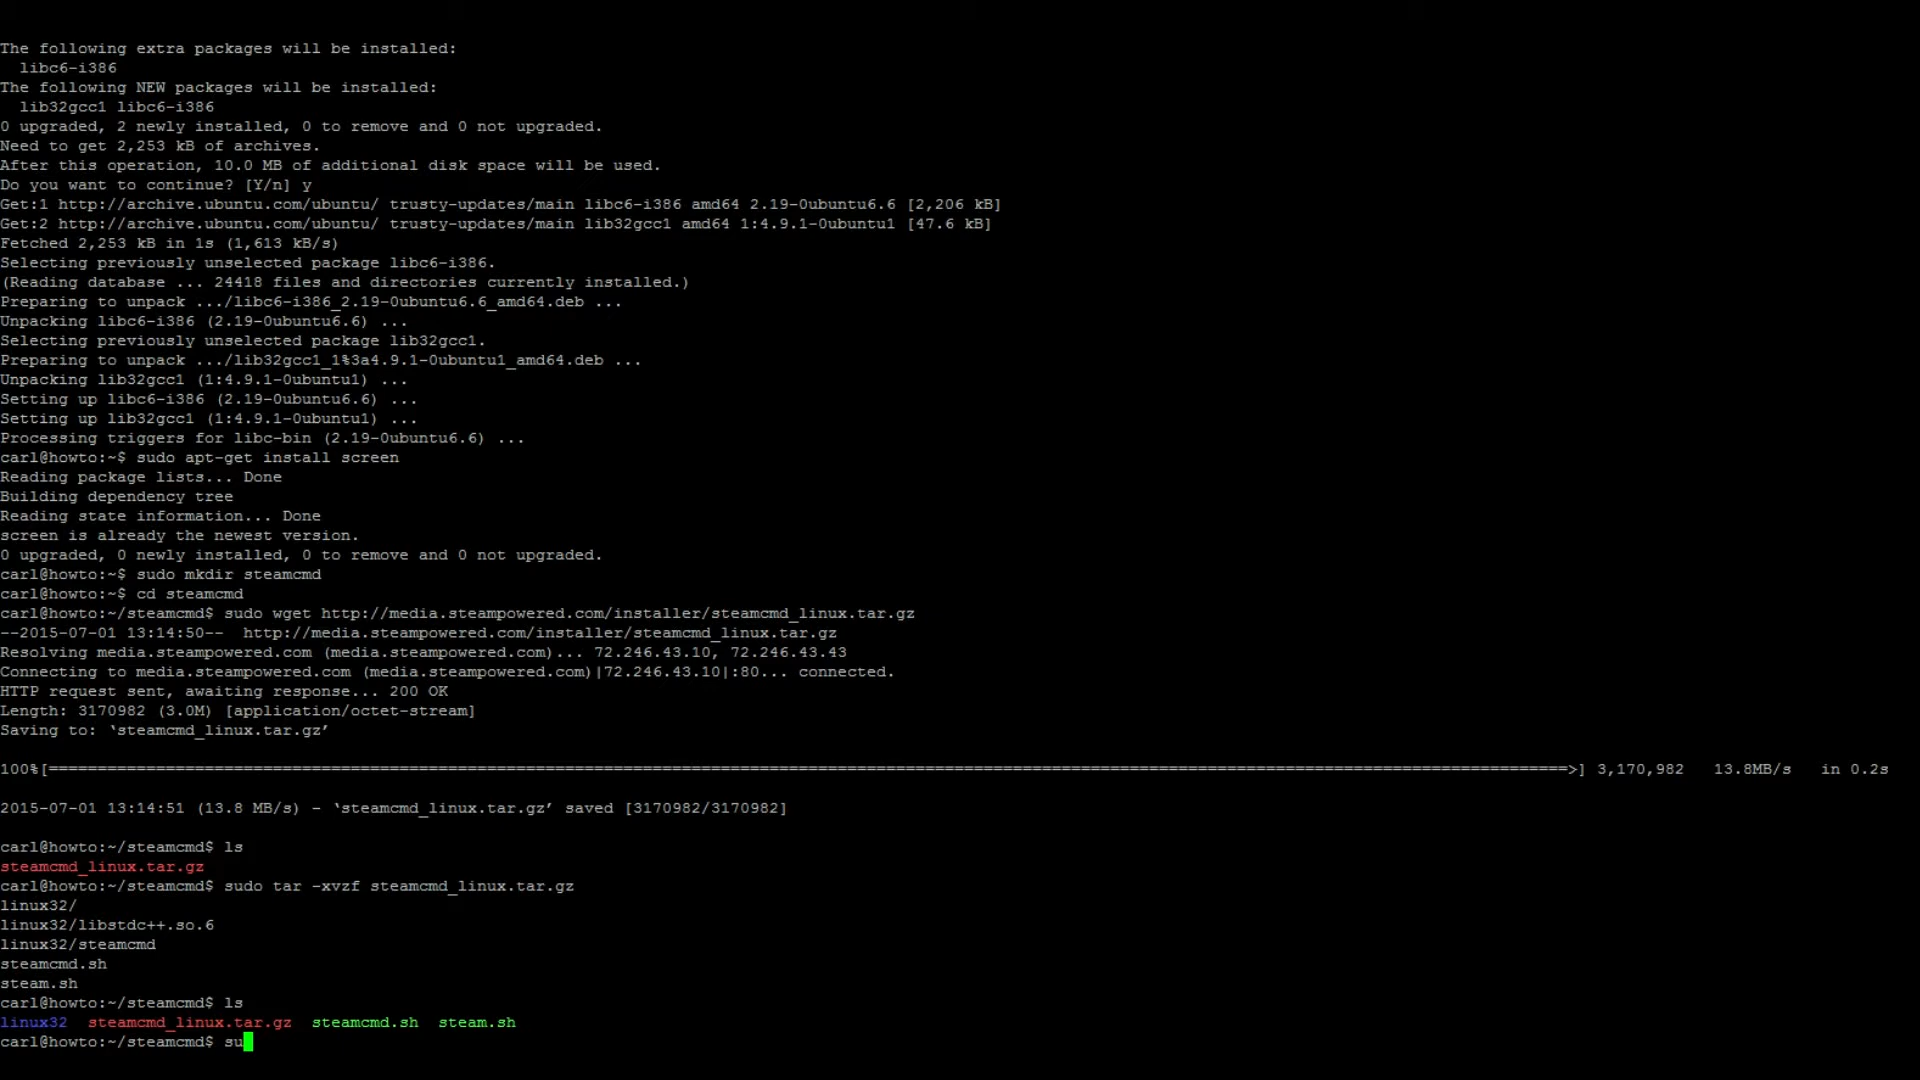 The following extra packages will be installed:
  libc6-i386
The following NEW packages will be installed:
  lib32gcc1 libc6-i386
0 upgraded, 2 newly installed, 0 to remove and 0 not upgraded.
Need to get 2,253 kB of archives.
After this operation, 10.0 MB of additional disk space will be used.
Do you want to continue? [Y/n] y
Get:1 http://archive.ubuntu.com/ubuntu/ trusty-updates/main libc6-i386 amd64 2.19-0ubuntu6.6 [2,206 kB]
Get:2 http://archive.ubuntu.com/ubuntu/ trusty-updates/main lib32gcc1 amd64 1:4.9.1-0ubuntu1 [47.6 kB]
Fetched 2,253 kB in 1s (1,613 kB/s)
Selecting previously unselected package libc6-i386.
(Reading database ... 24418 files and directories currently installed.)
Preparing to unpack .../libc6-i386_2.19-0ubuntu6.6_amd64.deb ...
Unpacking libc6-i386 (2.19-0ubuntu6.6) ...
Selecting previously unselected package lib32gcc1.
Preparing to unpack .../lib32gcc1_1%3a4.9.1-0ubuntu1_amd64.deb ...
Unpacking lib32gcc1 (1:4.9.1-0ubuntu1) ...
Setting up libc6-i386 (2.19-0ubuntu6.6) ...
Setting up lib32gcc1 (1:4.9.1-0ubuntu1) ...
Processing triggers for libc-bin (2.19-0ubuntu6.6) ...
carl@howto:~$ sudo apt-get install screen
Reading package lists... Done
Building dependency tree
Reading state information... Done
screen is already the newest version.
0 upgraded, 0 newly installed, 0 to remove and 0 not upgraded.
carl@howto:~$ sudo mkdir steamcmd
carl@howto:~$ cd steamcmd
carl@howto:~/steamcmd$ sudo wget http://media.steampowered.com/installer/steamcmd_linux.tar.gz
--2015-07-01 13:14:50--  http://media.steampowered.com/installer/steamcmd_linux.tar.gz
Resolving media.steampowered.com (media.steampowered.com)... 72.246.43.10, 72.246.43.43
Connecting to media.steampowered.com (media.steampowered.com)|72.246.43.10|:80... connected.
HTTP request sent, awaiting response... 200 OK
Length: 3170982 (3.0M) [application/octet-stream]
Saving to: ‘steamcmd_linux.tar.gz’
100%[============================================================================================================================================================>] 3,170,982   13.8MB/s   in 0.2s
2015-07-01 13:14:51 (13.8 MB/s) - ‘steamcmd_linux.tar.gz’ saved [3170982/3170982]
carl@howto:~/steamcmd$ ls
steamcmd_linux.tar.gz
carl@howto:~/steamcmd$ sudo tar -xvzf steamcmd_linux.tar.gz
linux32/
linux32/libstdc++.so.6
linux32/steamcmd
steamcmd.sh
steam.sh
carl@howto:~/steamcmd$ ls
linux32  steamcmd_linux.tar.gz  steamcmd.sh  steam.sh
carl@howto:~/steamcmd$ su